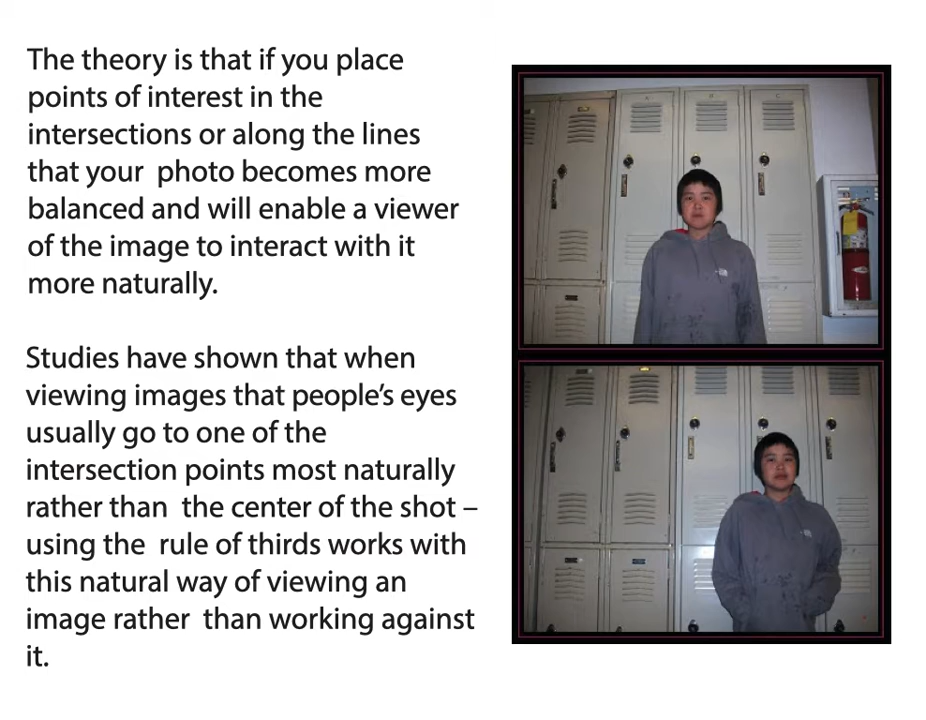 The theory is that if you place
points of interest in the
intersections or along the lines
that your photo becomes more
balanced and will enable a viewer
of the image to interact with it
more naturally.
Studies have shown that when
viewing images that people's eyes
usually go to one of the
intersection points most naturally
rather than the center of the shot –
using the rule of thirds works with
this natural way of viewing an
image rather than working against
it.